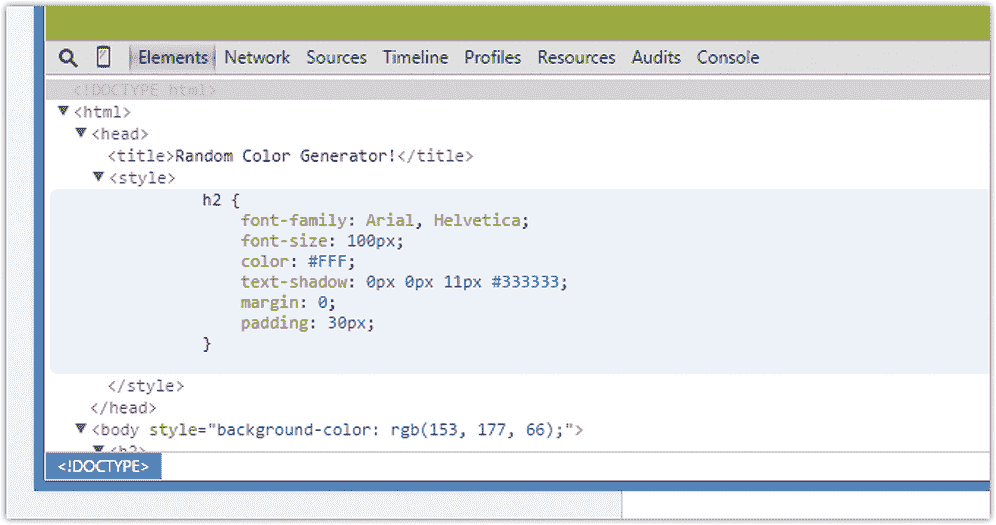 Elements Network Sources Timeline Profiles Resources Audits Console
<!DOCTYPE html>
<html>
<head>
<title>Random Color Generator!</title>
<style>
h2 {
font-family: Arial, Helvetica;
font-size: 100px;
color: #FFF;
text-shadow: 0px 0px 11px #333333;
margin: 0;
padding: 30px;
}
</style>
</head>
<body style="background-color: rgb(153, 177, 66);">
<h2>
<!DOCTYPE>